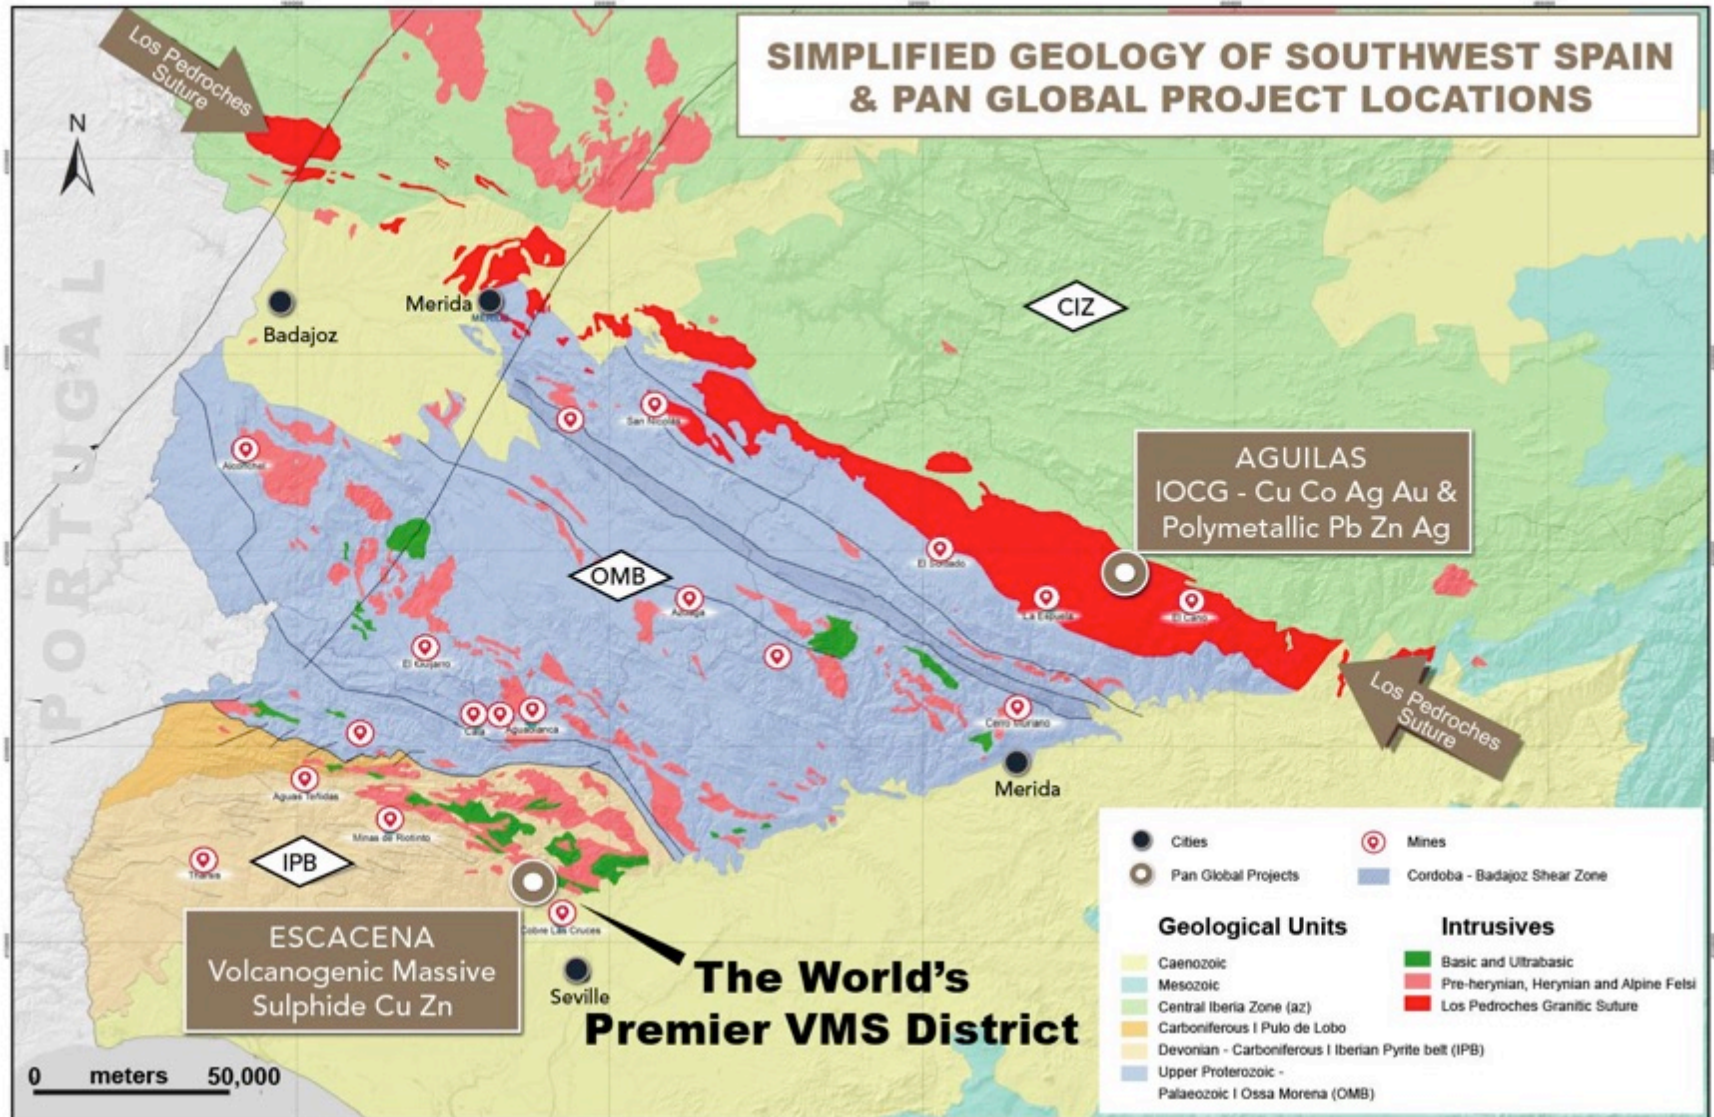 SIMPLIFIED GEOLOGY OF SOUTHWEST SPAIN
& PAN GLOBAL PROJECT LOCATIONS
Los Pedroches
Suture
N
PORTUGAL
Badajoz
Merida
CIZ
San Nicolas
Alconchel
AGUILAS
IOCG - Cu Co Ag Au &
Polymetallic Pb Zn Ag
OMB
El Soldado
Azuaga
La Espuela
El Cano
Los Pedroches
Suture
Cala
Aguablanca
Cerro Muriano
Merida
Aguas Teñidas
Minas de Riotinto
IPB
Tharsis
Cobre Las Cruces
ESCACENA
Volcanogenic Massive
Sulphide Cu Zn
Seville
The World's
Premier VMS District
0 meters 50,000
Cities
Mines
Pan Global Projects
Cordoba - Badajoz Shear Zone
Geological Units
Intrusives
Caenozoic
Basic and Ultrabasic
Mesozoic
Pre-herynian, Herynian and Alpine Felsi
Central Iberia Zone (az)
Los Pedroches Granitic Suture
Carboniferous I Pulo de Lobo
Devonian - Carboniferous I Iberian Pyrite belt (IPB)
Upper Proterozoic -
Palaeozoic I Ossa Morena (OMB)